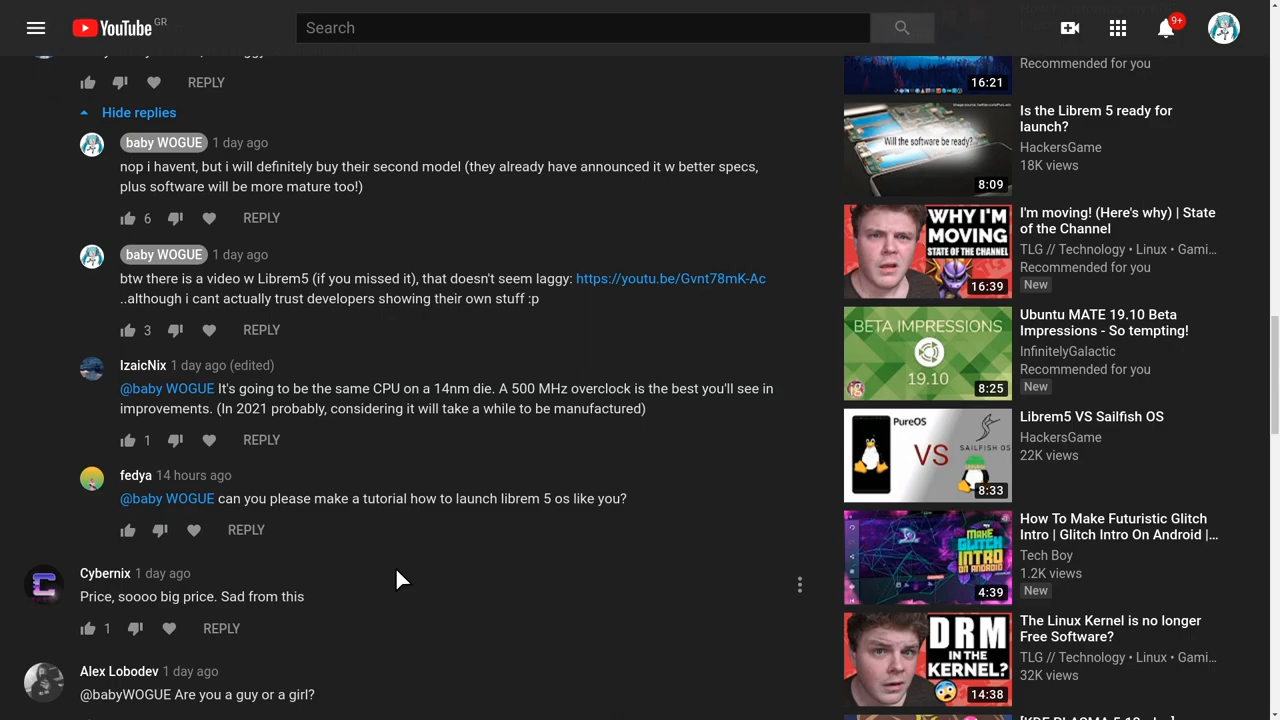 YouTube GR
Search
9+
REPLY
Hide replies
baby WOGUE 1 day ago
nop i havent, but i will definitely buy their second model (they already have announced it w better specs,
plus software will be more mature too!)
6 REPLY
baby WOGUE 1 day ago
btw there is a video w Librem5 (if you missed it), that doesn't seem laggy: https://youtu.be/Gvnt78mK-Ac
..although i cant actually trust developers showing their own stuff :p
3 REPLY
IzaicNix 1 day ago (edited)
@baby WOGUE It's going to be the same CPU on a 14nm die. A 500 MHz overclock is the best you'll see in
improvements. (In 2021 probably, considering it will take a while to be manufactured)
1 REPLY
fedya 14 hours ago
@baby WOGUE can you please make a tutorial how to launch librem 5 os like you?
REPLY
Cybernix 1 day ago
Price, soooo big price. Sad from this
1 REPLY
Alex Lobodev 1 day ago
@babyWOGUE Are you a guy or a girl?
16:21
Recommended for you
Will the software be ready?
8:09
Is the Librem 5 ready for
launch?
HackersGame
18K views
WHY I'M
MOVING
STATE OF THE CHANNEL
16:39
I'm moving! (Here's why) | State
of the Channel
TLG // Technology • Linux • Gami...
Recommended for you
New
BETA IMPRESSIONS
19.10
8:25
Ubuntu MATE 19.10 Beta
Impressions - So tempting!
InfinitelyGalactic
Recommended for you
New
PureOS
VS
SAILFISH OS
8:33
Librem5 VS Sailfish OS
HackersGame
22K views
MAKE
GLITCH
INTRO
ON ANDROID
4:39
How To Make Futuristic Glitch
Intro | Glitch Intro On Android |...
Tech Boy
1.2K views
New
DRM
IN THE
KERNEL?
14:38
The Linux Kernel is no longer
Free Software?
TLG // Technology • Linux • Gami...
32K views